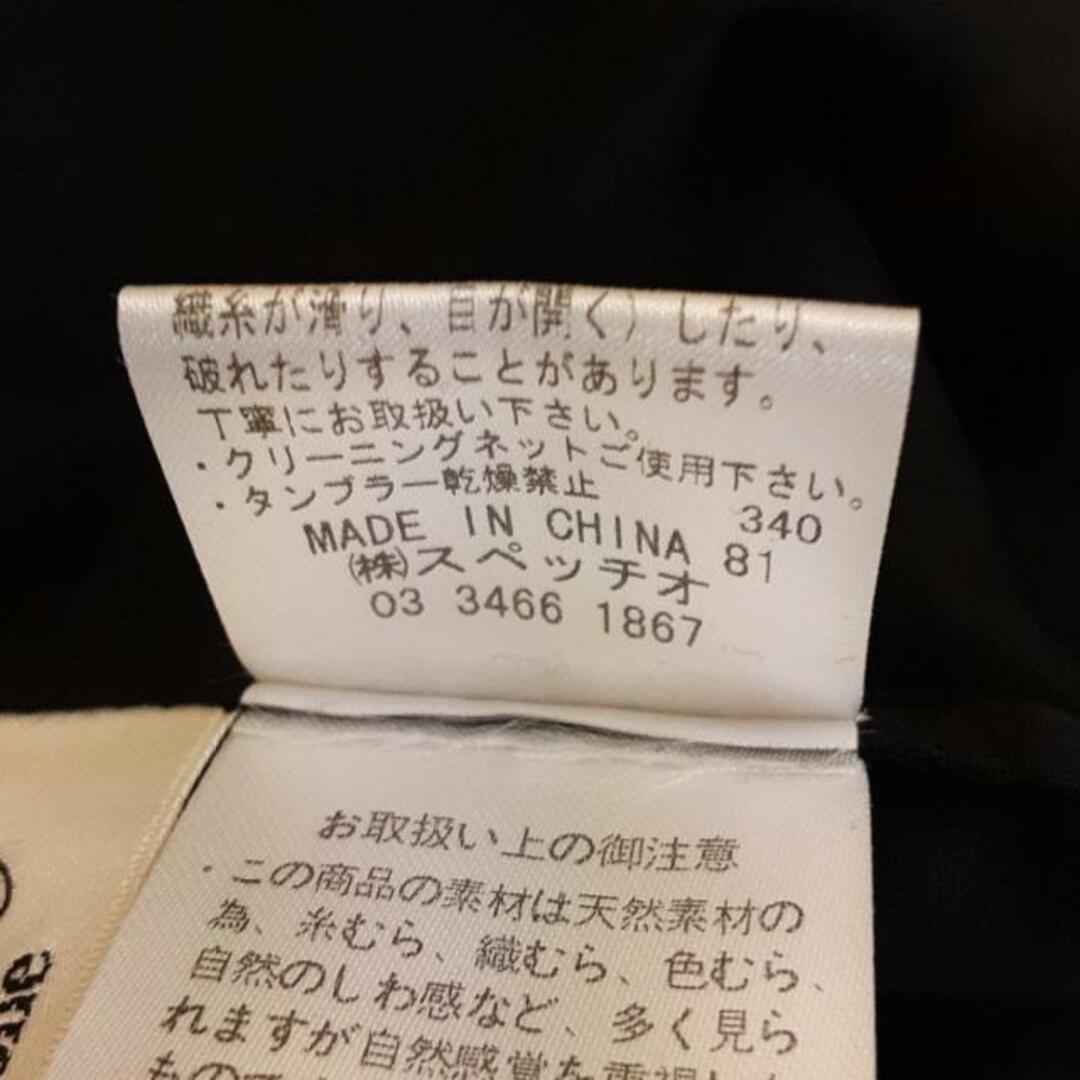 織糸が滑り、目が開く）したり、
破れたりすることがあります。
丁寧にお取扱い下さい。
・クリーニングネットご使用下さい。
・タンブラー乾燥禁止
MADE IN CHINA 340
㈱スペッチオ 81
03 3466 1867
お取扱い上の御注意
・この商品の素材は天然素材の
為、糸むら、織むら、色むら、
自然のしわ感など、多く見ら
れますが自然感覚を重視した